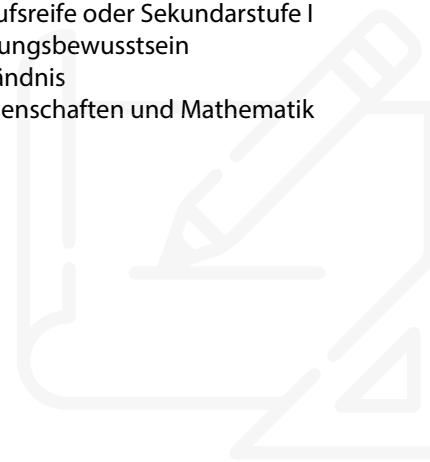 ufsreife oder Sekundarstufe I
ungsbewusstsein
ändnis
enschaften und Mathematik